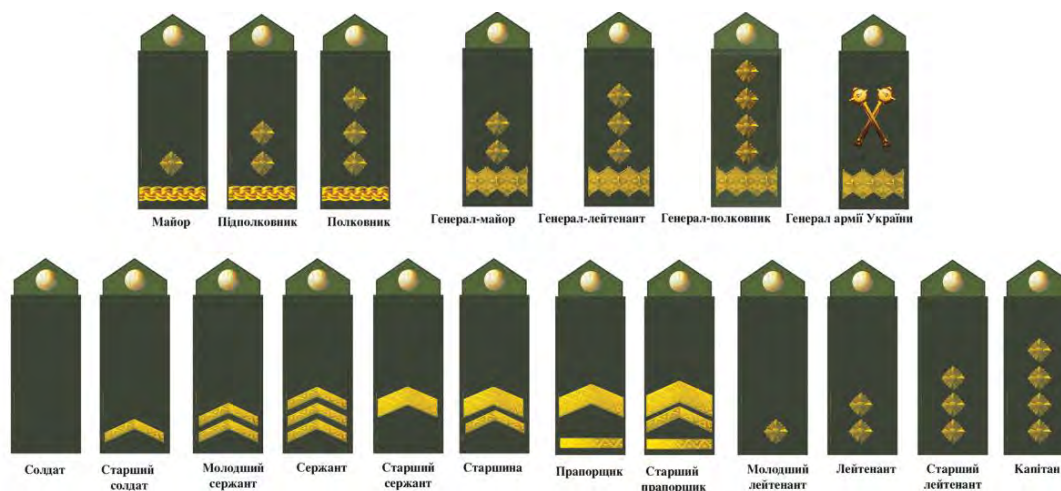 Майор
Підполковник
Полковник
Генерал-майор
Генерал-лейтенант
Генерал-полковник
Генерал армії України
Солдат
Старший
солдат
Молодший
сержант
Сержант
Старший
сержант
Старшина
Прапорщик
Старший
прапорщик
Молодший
лейтенант
Лейтенант
Старший
лейтенант
Капітан